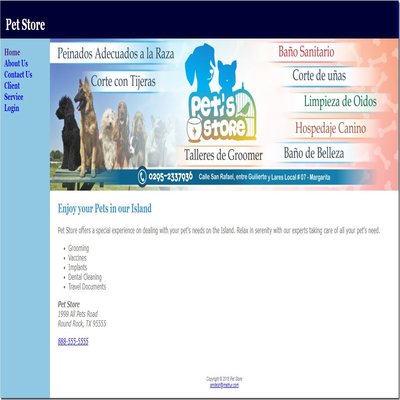 Pet Store
Home
About Us
Contact Us
Client
Service
Login
Peinados Adecuados a la Raza
Corte con Tijeras
PET'S
STORE
Talleres de Groomer
Baño Sanitario
Corte de uñas
Limpieza de Oidos
Hospedaje Canino
Baño de Belleza
0295-2337036 Calle San Rafael, entre Guilierte y Lares Local # 07 - Margarita
Enjoy your Pets in our Island
Pet Store offers a special experience on dealing with your pet's needs on the Island. Relax in serenity with our experts taking care of all your pet's need.
Grooming
Vaccines
Implants
Dental Cleaning
Travel Documents
Pet Store
1999 All Pets Road
Round Rock, TX 95555
888-555-5555
Copyright © 2018 Pet Store